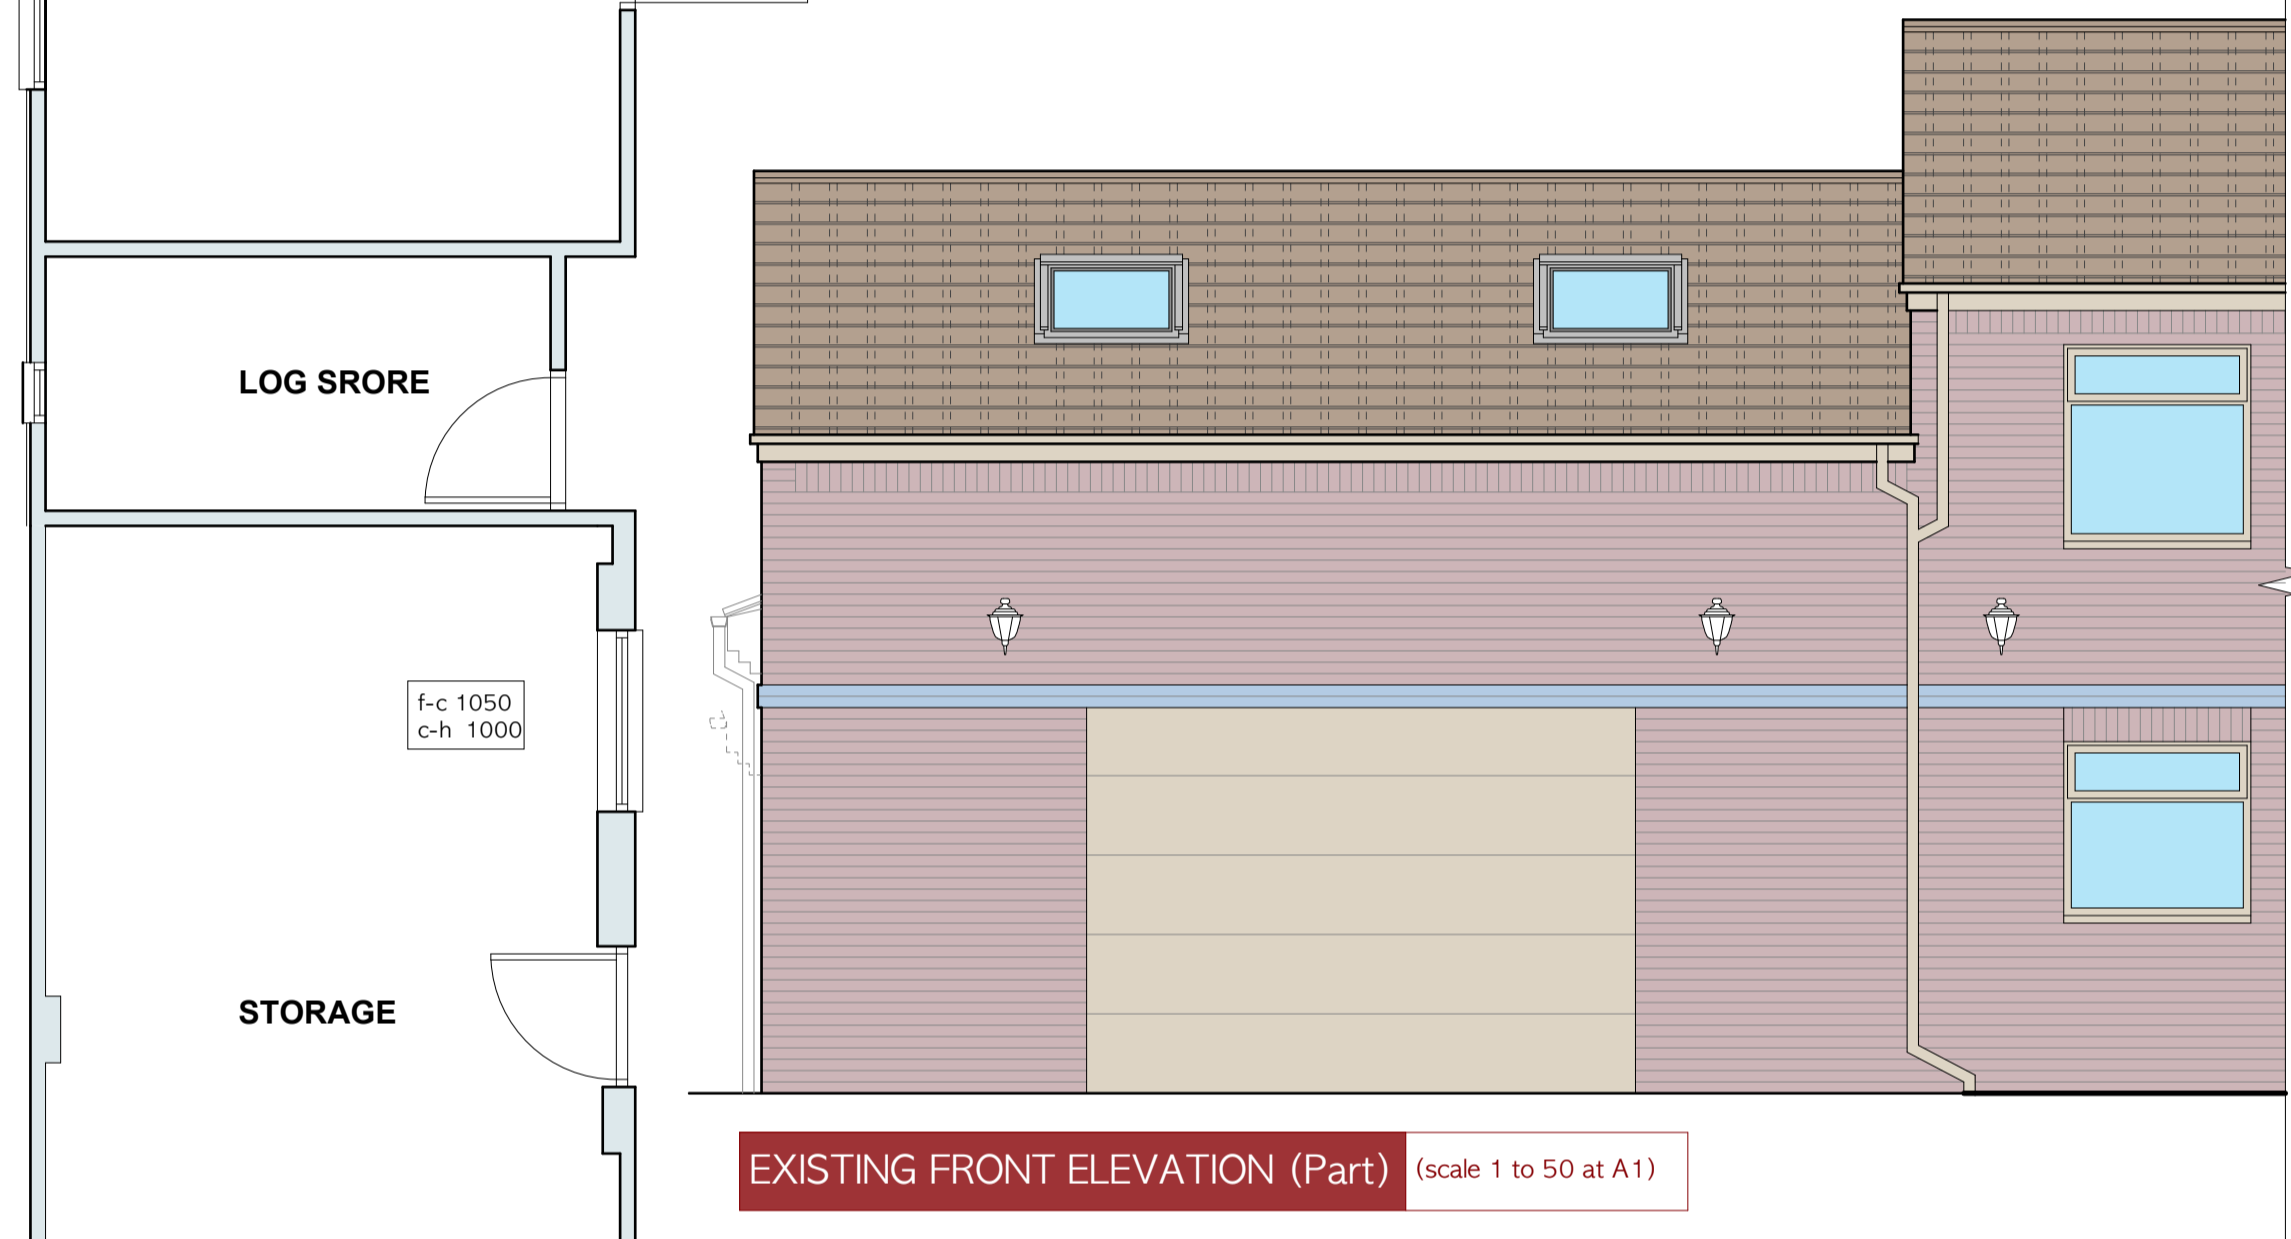 LOG SRORE
f-c 1050
c-h 1000
STORAGE
EXISTING FRONT ELEVATION (Part) (scale 1 to 50 at A1)